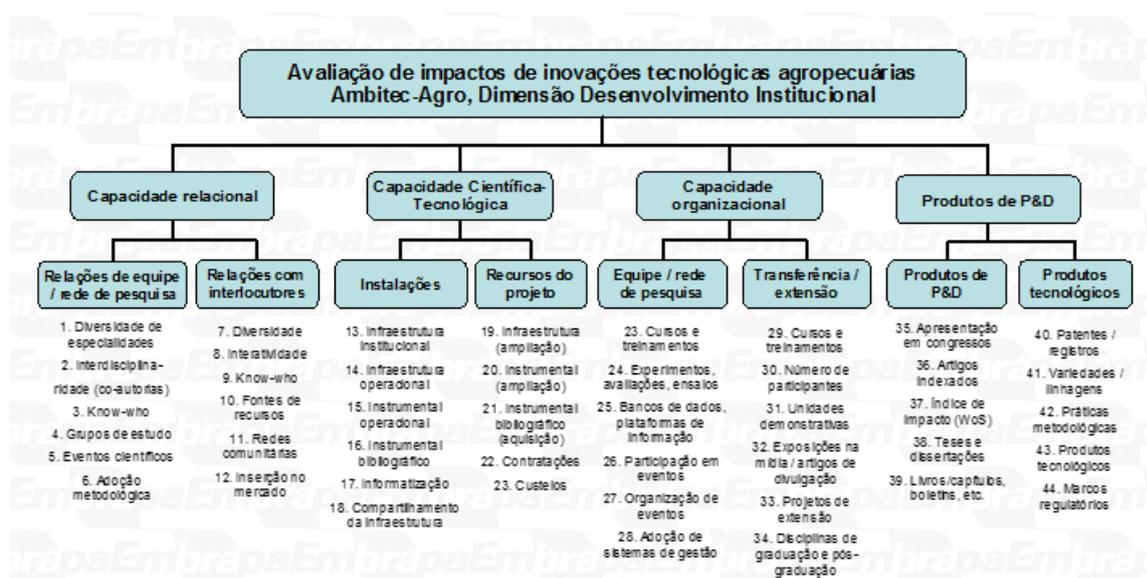 Avaliação de impactos de inovações tecnológicas agropecuárias
Ambitec-Agro, Dimensão Desenvolvimento Institucional
Capacidade relacional
Capacidade Científica-
Tecnológica
Capacidade
organizacional
Produtos de P&D
Relações de equipe
/ rede de pesquisa
Relações com
interlocutores
Instalações
Recursos do
projeto
Equipe / rede
de pesquisa
Transferência /
extensão
Produtos de
P&D
Produtos
tecnológicos
1. Diversidade de
especialidades
2. Interdisciplina-
ridade (co-autorias)
3. Know-who
4. Grupos de estudo
5. Eventos científicos
6. Adoção
metodológica
7. Diversidade
8. Interatividade
9. Know-who
10. Fontes de
recursos
11. Redes
comunitárias
12. Inserção no
mercado
13. Infraestrutura
institucional
14. Infraestrutura
operacional
15. Instrumental
operacional
16. Instrumental
bibliográfico
17. Informatização
18. Compartilhamento
da infraestrutura
19. Infraestrutura
(ampliação)
20. Instrumental
(ampliação)
21. Instrumental
bibliográfico
(aquisição)
22. Contratações
23. Custeios
23. Cursos e
treinamentos
24. Experimentos,
avaliações, ensaios
25. Bancos de dados,
plataformas de
informação
26. Participação em
eventos
27. Organização de
eventos
28. Adoção de
sistemas de gestão
29. Cursos e
treinamentos
30. Número de
participantes
31. Unidades
demonstrativas
32. Exposições na
mídia / artigos de
divulgação
33. Projetos de
extensão
34. Disciplinas de
graduação e pós-
graduação
35. Apresentação
em congressos
36. Artigos
indexados
37. Índice de
impacto (WoS)
38. Teses e
dissertações
39. Livros/capítulos,
boletins, etc.
40. Patentes /
registros
41. Variedades /
linhagens
42. Práticas
metodológicas
43. Produtos
tecnológicos
44. Marcos
regulatórios